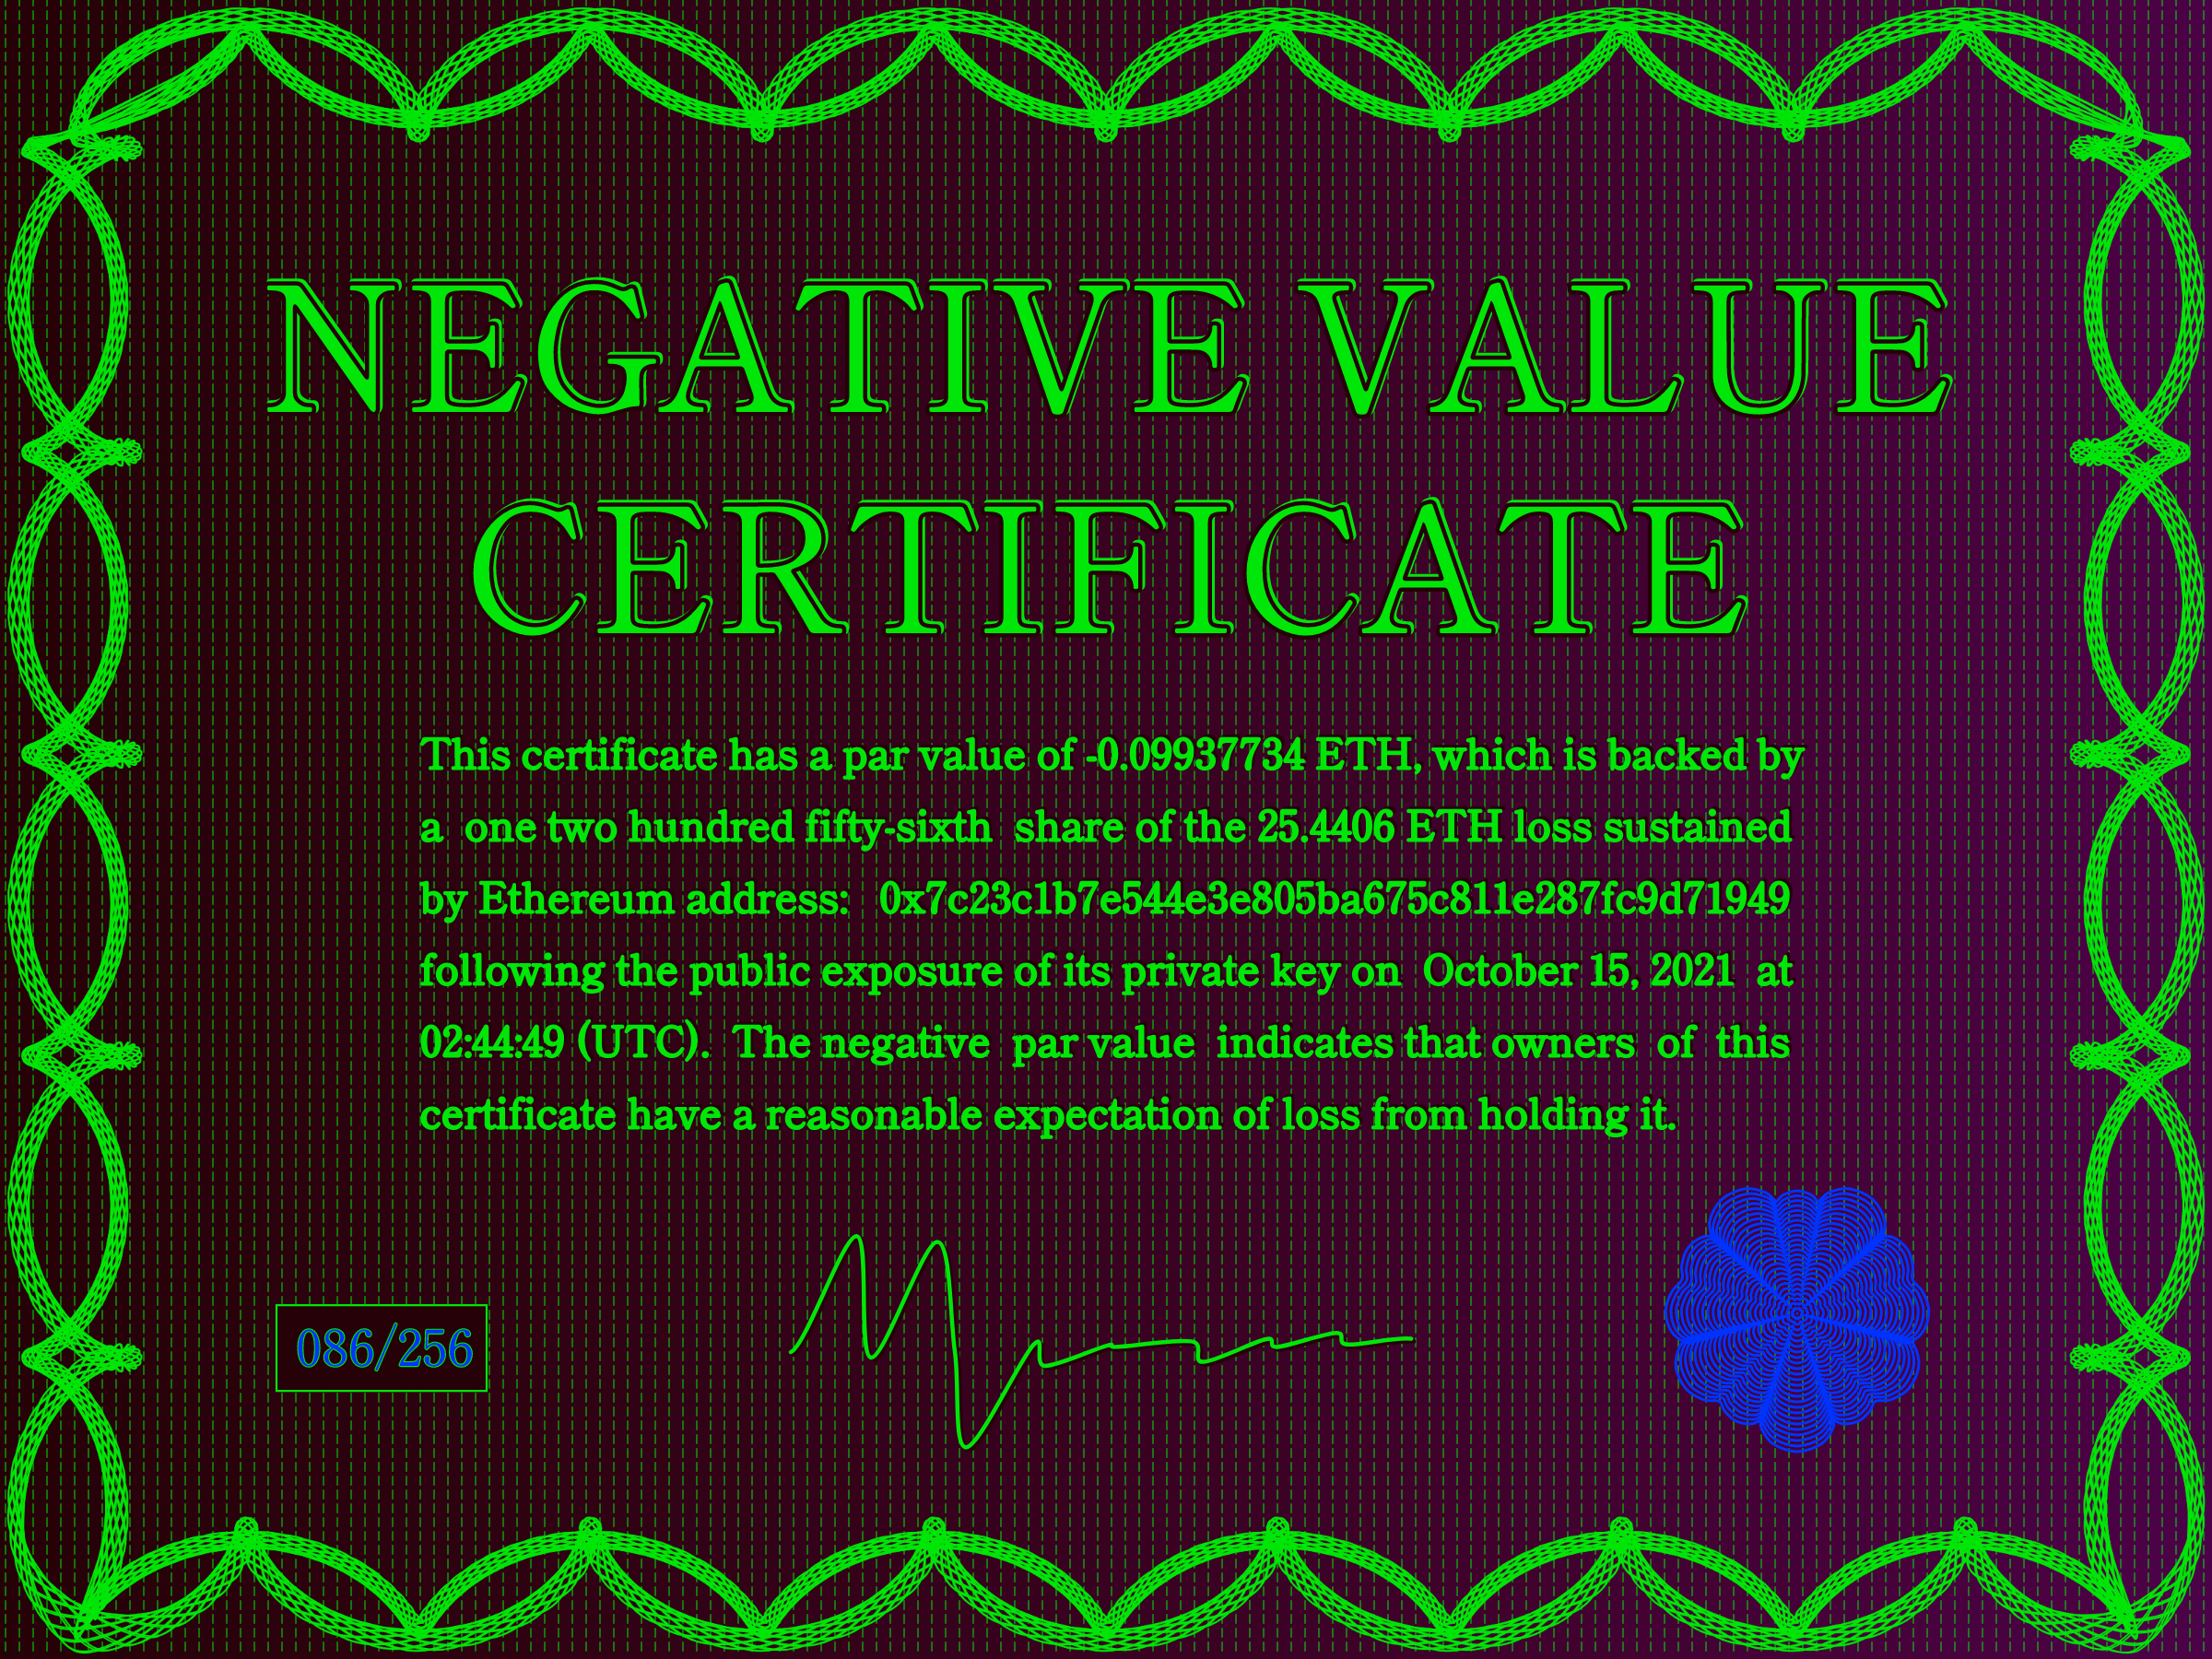 NEGATIVE VALUE
CERTIFICATE
This certificate has a par value of -0.09937734 ETH, which is backed by
a one two hundred fifty-sixth share of the 25.4406 ETH loss sustained
by Ethereum address: 0x7c23c1b7e544e3e805ba675c811e287fc9d71949
following the public exposure of its private key on October 15, 2021 at
02:44:49 (UTC). The negative par value indicates that owners of this
certificate have a reasonable expectation of loss from holding it.
086/256